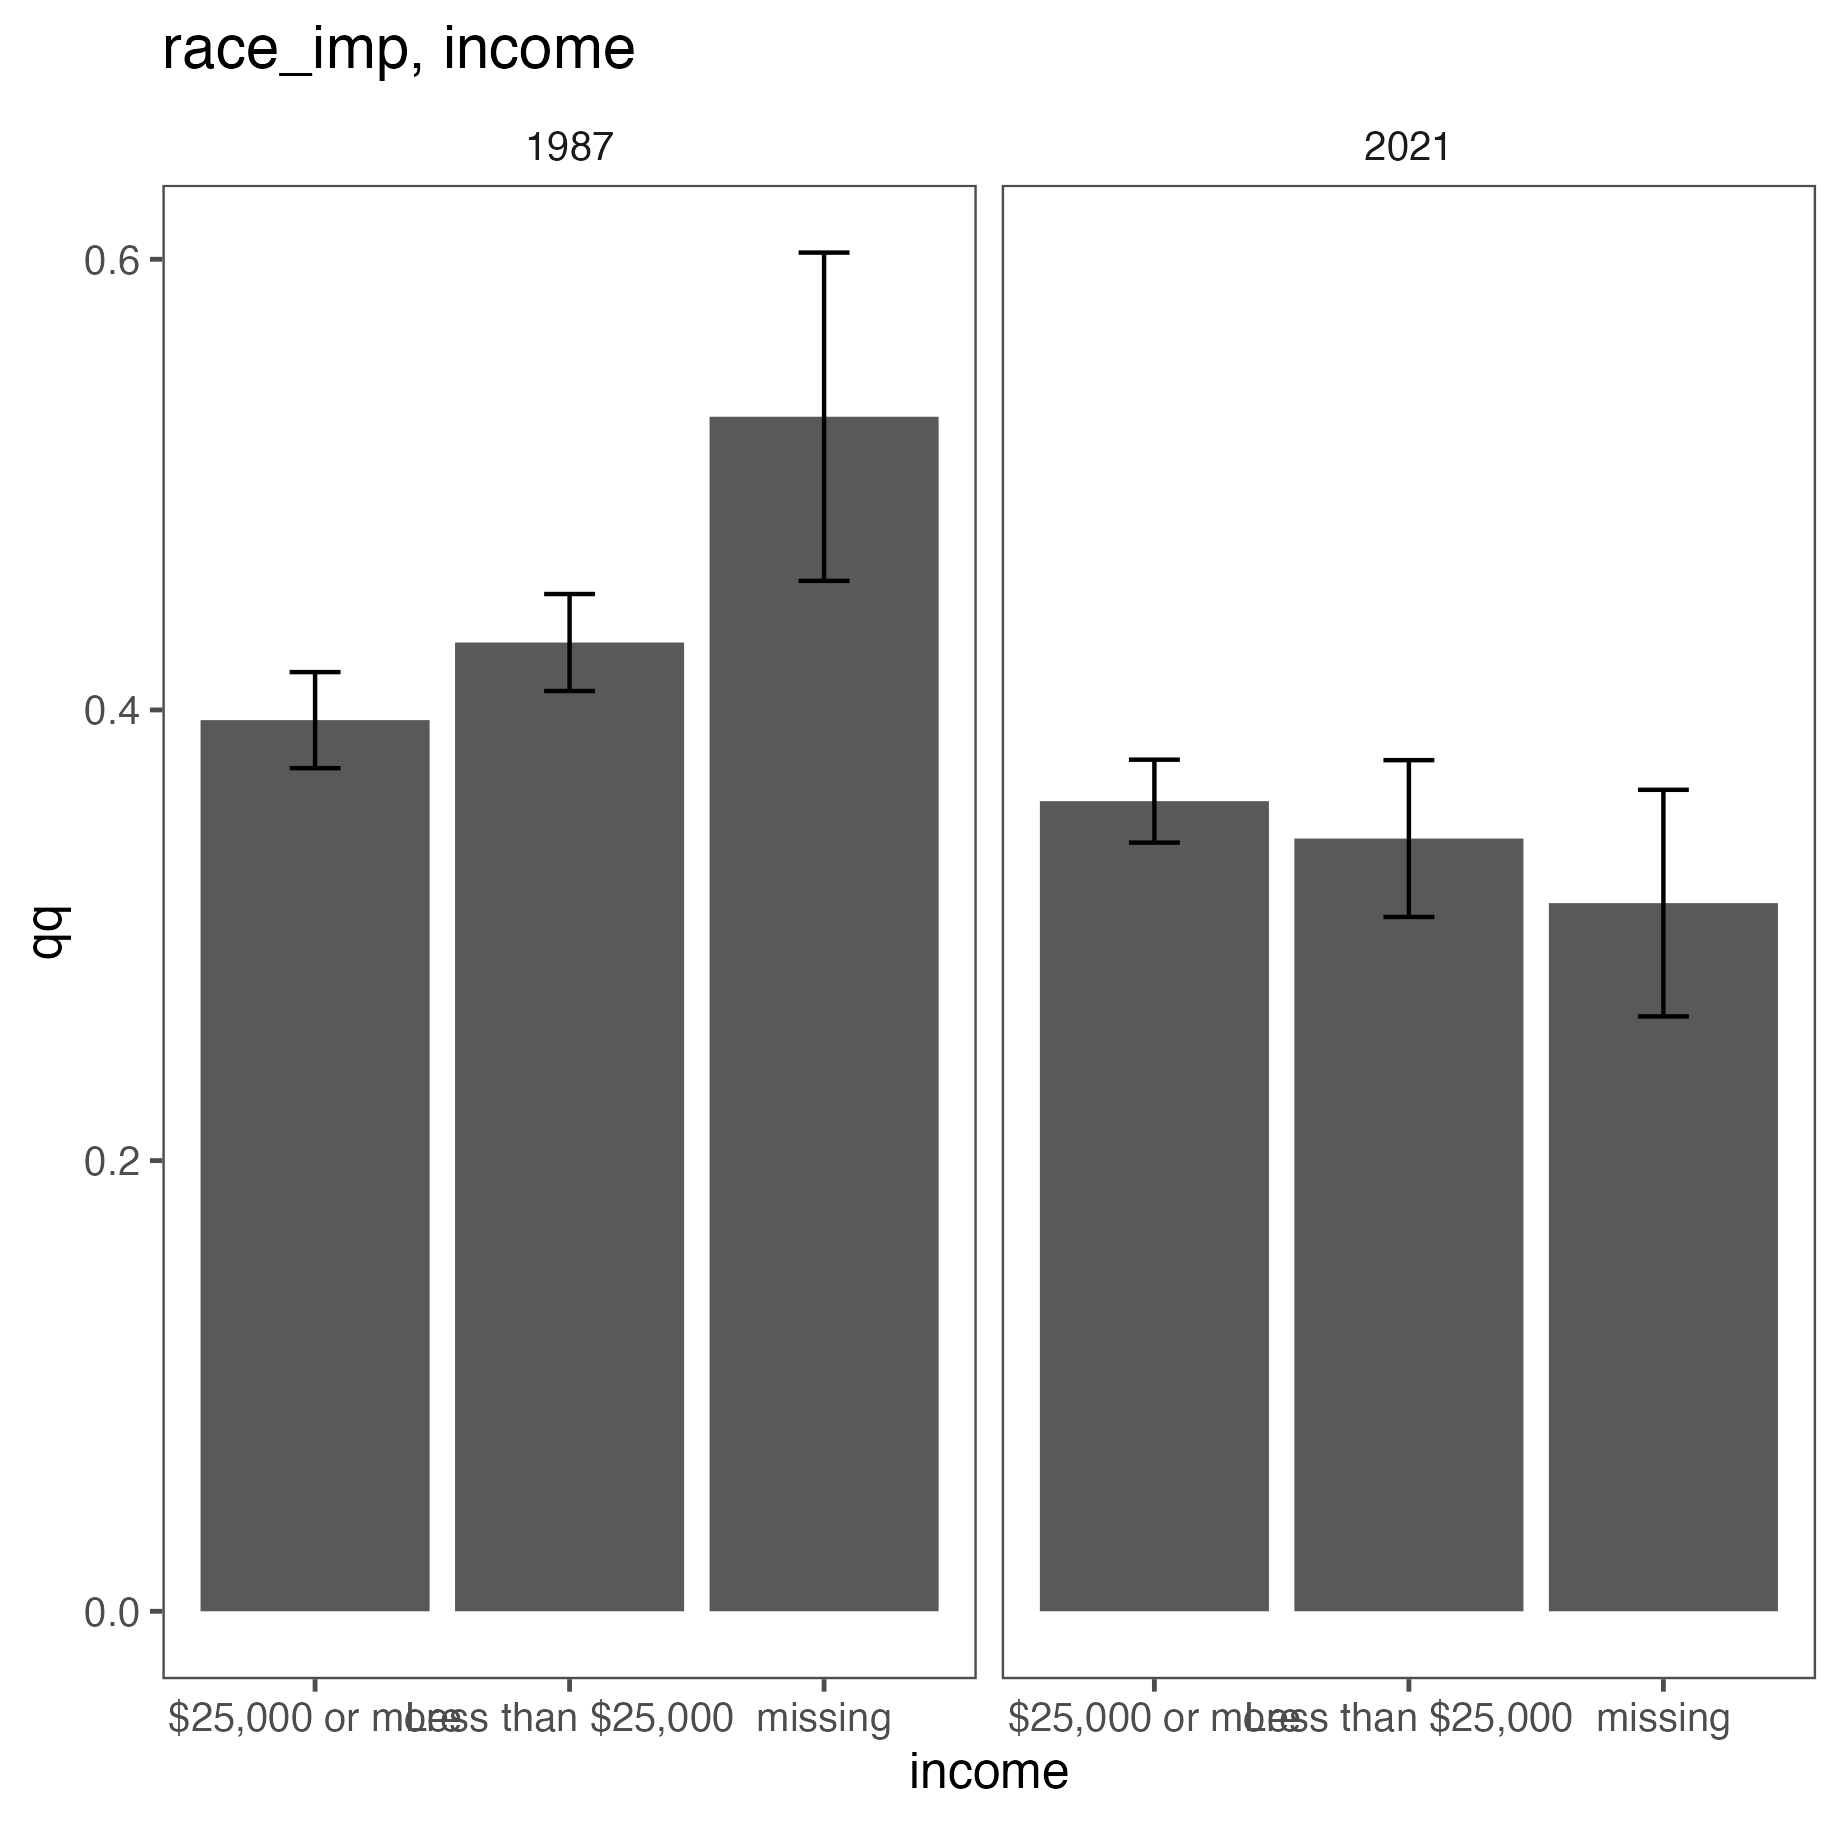 race_imp, income
1987
2021
0.6
0.4
0.2
0.0
qq
$25,000 or more
Less than $25,000
missing
$25,000 or more
Less than $25,000
missing
income